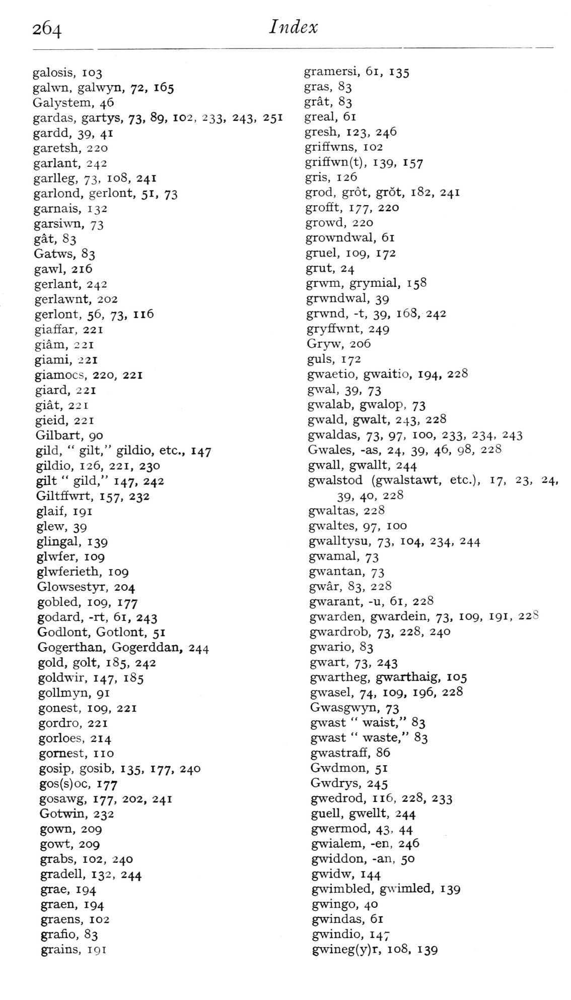 264
Index
galosis, 103
galwn, galwyn, 72, 165
Galystem, 46
gardas, gartys, 73, 89, 102, 233, 243, 251
gardd, 39, 41
garetsh, 220
garlant, 242
garlleg, 73, 108, 241
garlond, gerlont, 51, 73
garnais, 132
garsiwn, 73
gât, 83
Gatws, 83
gawl, 216
gerlant, 242
gerlawnt, 202
gerlont, 56, 73, 116
giaffar, 221
giâm, 221
giami, 221
giamocs, 220, 221
giard, 221
giât, 221
gieid, 221
Gilbart, 90
gild, “ gilt,” gildio, etc., 147
gildio, 126, 221, 230
gilt “ gild,” 147, 242
Giltffwrt, 157, 232
glaif, 191
glew, 39
glingal, 139
glwfer, 109
glwferieth, 109
Glowsestyr, 204
gobled, 109, 177
godard, -rt, 61, 243
Godlont, Gotlont, 51
Gogerthan, Gogerddan, 244
gold, golt, 185, 242
goldwir, 147, 185
gollmyn, 91
gonest, 109, 221
gordro, 221
gorloes, 214
gornest, 110
gosip, gosib, 135, 177, 240
gos(s)oc, 177
gosawg, 177, 202, 241
Gotwin, 232
gown, 209
gowt, 209
grabs, 102, 240
gradell, 132, 244
grae, 194
graen, 194
graens, 102
grafio, 83
grains, 191
gramersi, 61, 135
gras, 83
grât, 83
greal, 61
gresh, 123, 246
griffwns, 102
griffwn(t), 139, 157
gris, 126
grod, grôt, grŏt, 182, 241
grofft, 177, 220
growd, 220
growndwal, 61
gruel, 109, 172
grut, 24
grwm, grymial, 158
grwndwal, 39
grwnd, -t, 39, 168, 242
gryffwnt, 249
Gryw, 206
guls, 172
gwaetio, gwaitio, 194, 228
gwal, 39, 73
gwalab, gwalop, 73
gwald, gwalt, 243, 228
gwaldas, 73, 97, 100, 233, 234, 243
Gwales, -as, 24, 39, 46, 98, 228
gwall, gwallt, 244
gwalstod (gwalstawt, etc.), 17, 23, 24,
39, 40, 228
gwaltas, 228
gwaltes, 97, 100
gwalltysu, 73, 104, 234, 244
gwamal, 73
gwantan, 73
gwâr, 83, 228
gwarant, -u, 61, 228
gwarden, gwardein, 73, 109, 191, 228
gwardrob, 73, 228, 240
gwario, 83
gwart, 73, 243
gwartheg, gwarthaig, 105
gwasel, 74, 109, 196, 228
Gwasgwyn, 73
gwast “ waist,” 83
gwast “ waste,” 83
gwastraff, 86
Gwdmon, 51
Gwdrys, 245
gwedrod, 116, 228, 233
guell, gwellt, 244
gwermod, 43, 44
gwialem, -en, 246
gwiddon, -an, 50
gwidw, 144
gwimbled, gwimled, 139
gwingo, 40
gwindas, 61
gwindio, 147
gwineg(y)r, 108, 139